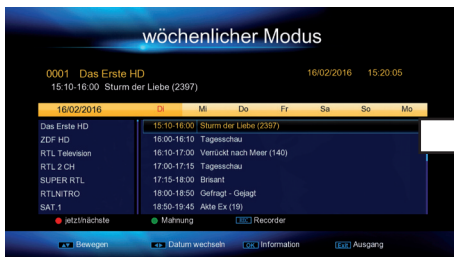 wöchenlicher Modus
0001 Das Erste HD 16/02/2016 15:20:05
15:10-16:00 Sturm der Liebe (2397)
16/02/2016 Di Mi Do Fr Sa So Mo
Das Erste HD 15:10-16:00 Sturm der Liebe (2397)
ZDF HD 16:00-16:10 Tagesschau
RTL Television 16:10-17:00 Verrückt nach Meer (140)
RTL 2 CH 17:00-17:15 Tagesschau
SUPER RTL 17:15-18:00 Brisant
RTLNITRO 18:00-18:50 Gefragt - Gejagt
SAT.1 18:50-19:45 Akte Ex (19)
jetzt/nächste Mahnung REC Recorder
▲▼ Bewegen ◄► Datum wechseln OK Information Exit Ausgang